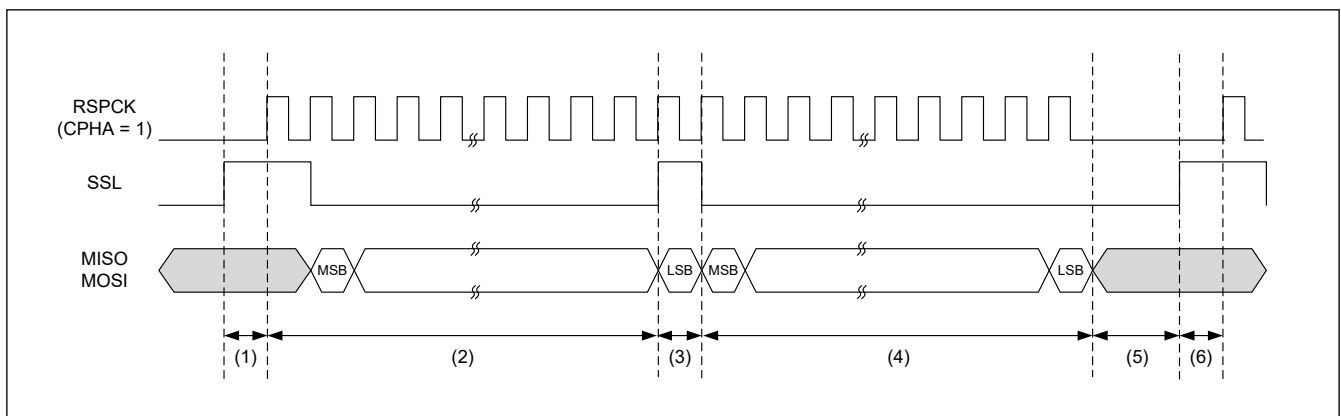 RSPCK
(CPHA = 1)
SSL
MISO
MOSI
MSB
LSB
MSB
LSB
(1)
(2)
(3)
(4)
(5)
(6)